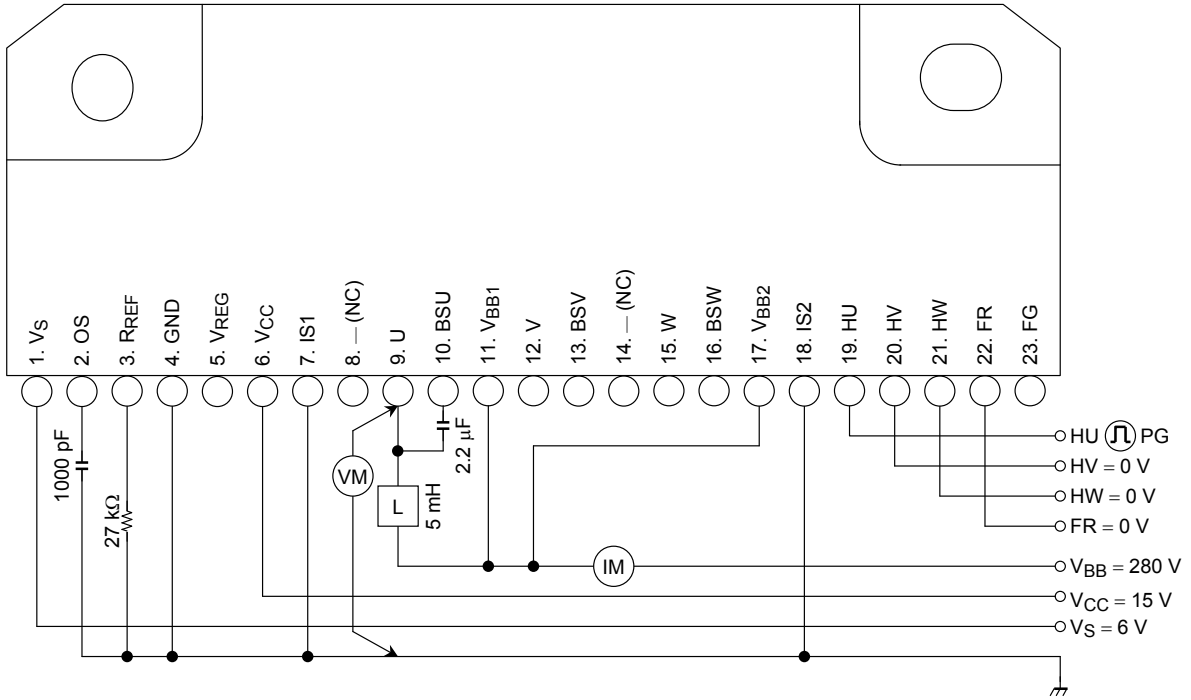 1. VS
2. OS
3. RREF
4. GND
5. VREG
6. VCC
7. IS1
8. — (NC)
9. U
10. BSU
11. VBB1
12. V
13. BSV
14. — (NC)
15. W
16. BSW
17. VBB2
18. IS2
19. HU
20. HV
21. HW
22. FR
23. FG
1000 pF
27 kΩ
VM
2.2 μF
L
5 mH
IM
HU PG
HV = 0 V
HW = 0 V
FR = 0 V
VBB = 280 V
VCC = 15 V
VS = 6 V